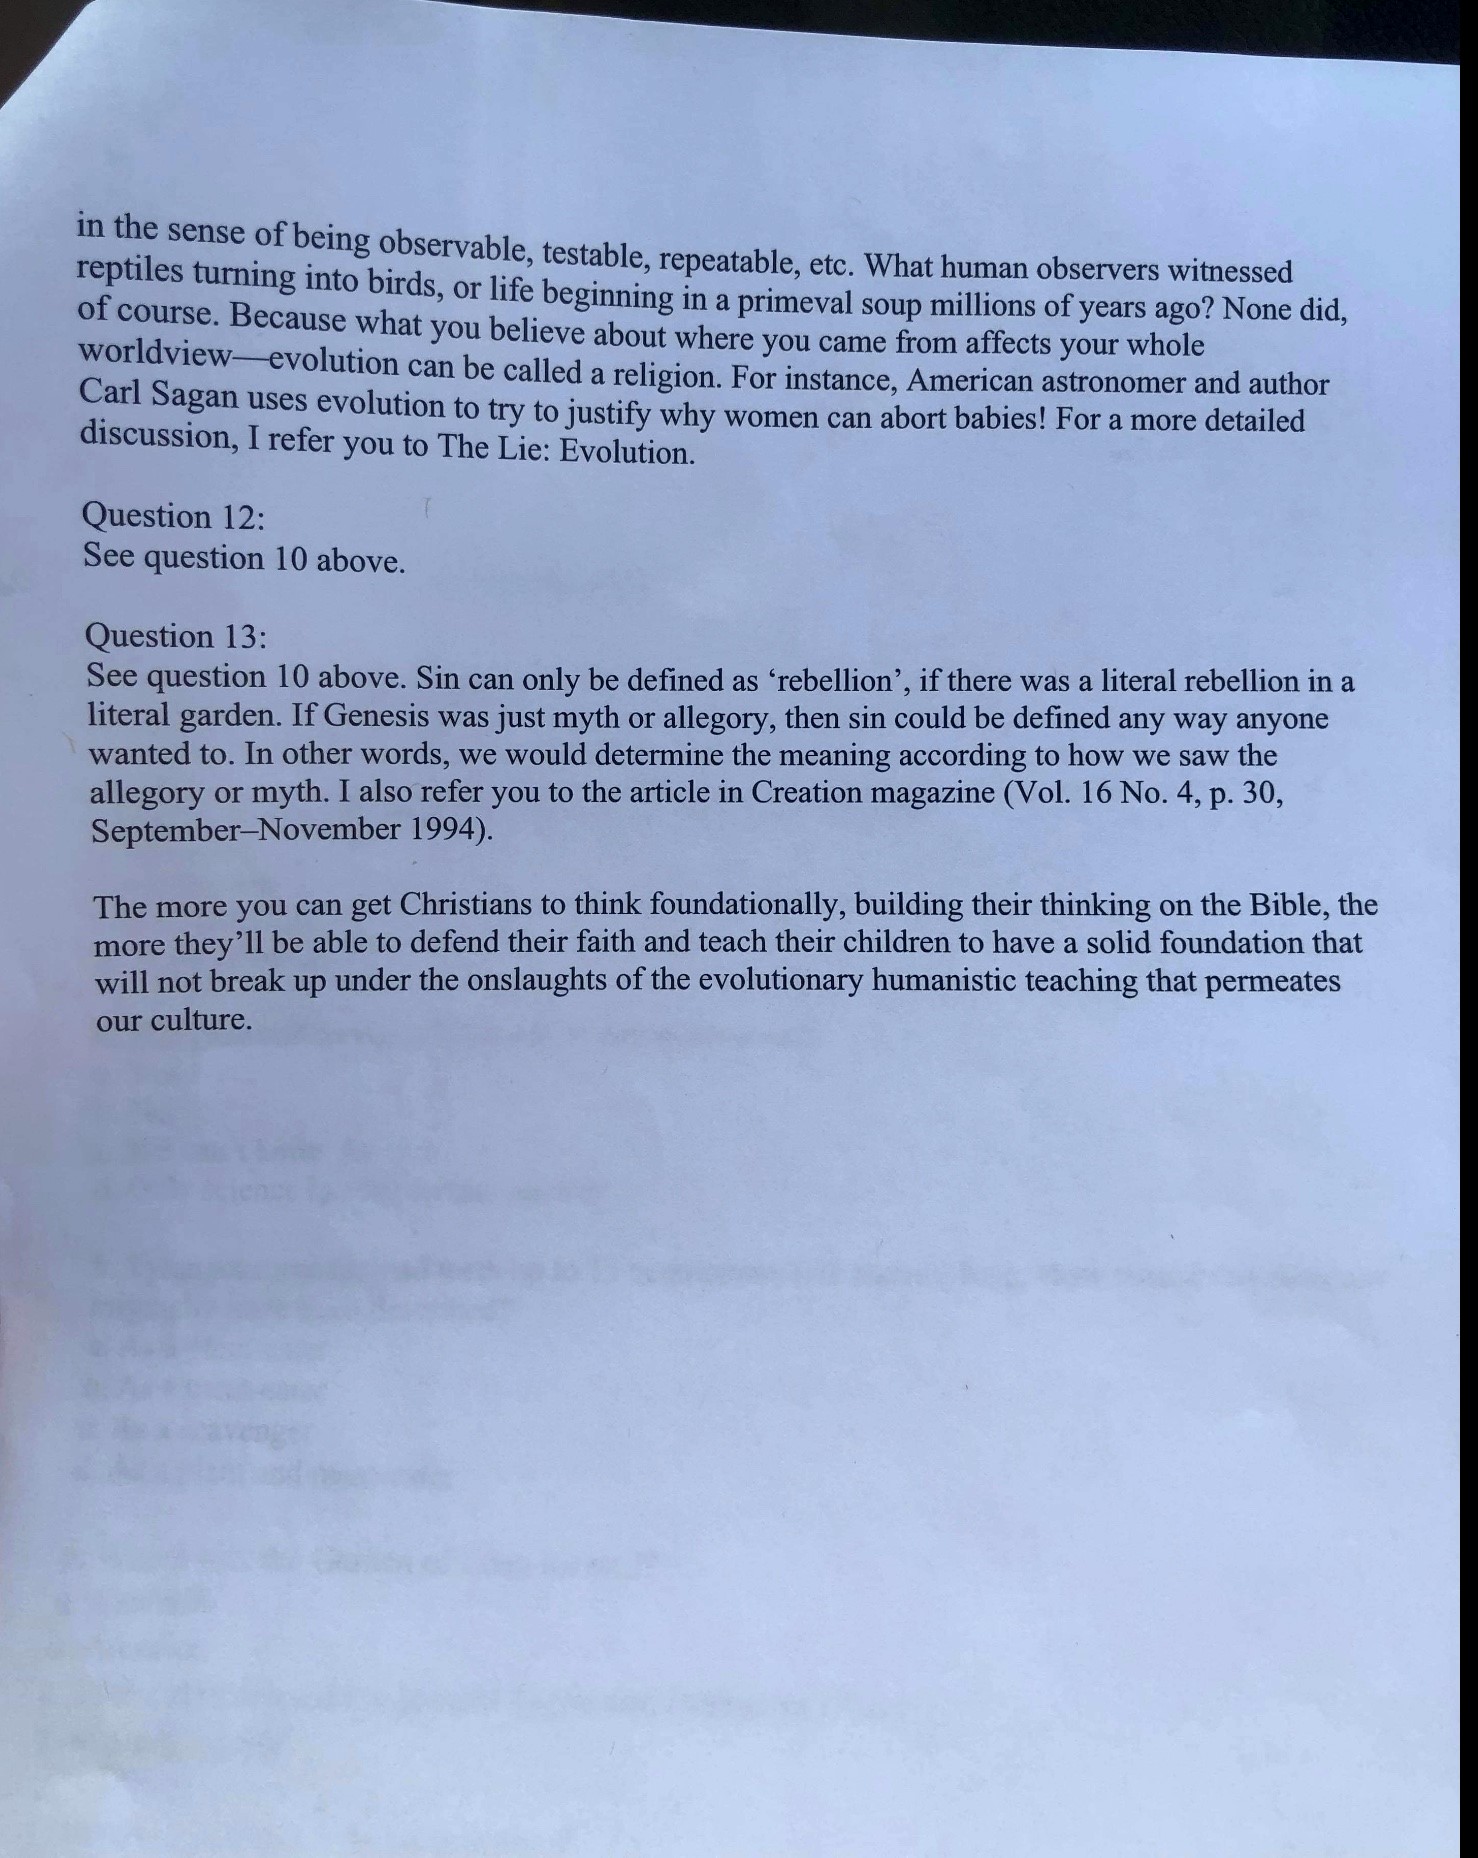 in the sense of being observable, testable, repeatable, etc. What human observers witnessed
reptiles turning into birds, or life beginning in a primeval soup millions of years ago? None did,
of course. Because what you believe about where you came from affects your whole
worldview—evolution can be called a religion. For instance, American astronomer and author
Carl Sagan uses evolution to try to justify why women can abort babies! For a more detailed
discussion, I refer you to The Lie: Evolution.
Question 12:
See question 10 above.
Question 13:
See question 10 above. Sin can only be defined as ‘rebellion’, if there was a literal rebellion in a
literal garden. If Genesis was just myth or allegory, then sin could be defined any way anyone
wanted to. In other words, we would determine the meaning according to how we saw the
allegory or myth. I also refer you to the article in Creation magazine (Vol. 16 No. 4, p. 30,
September–November 1994).
The more you can get Christians to think foundationally, building their thinking on the Bible, the
more they’ll be able to defend their faith and teach their children to have a solid foundation that
will not break up under the onslaughts of the evolutionary humanistic teaching that permeates
our culture.